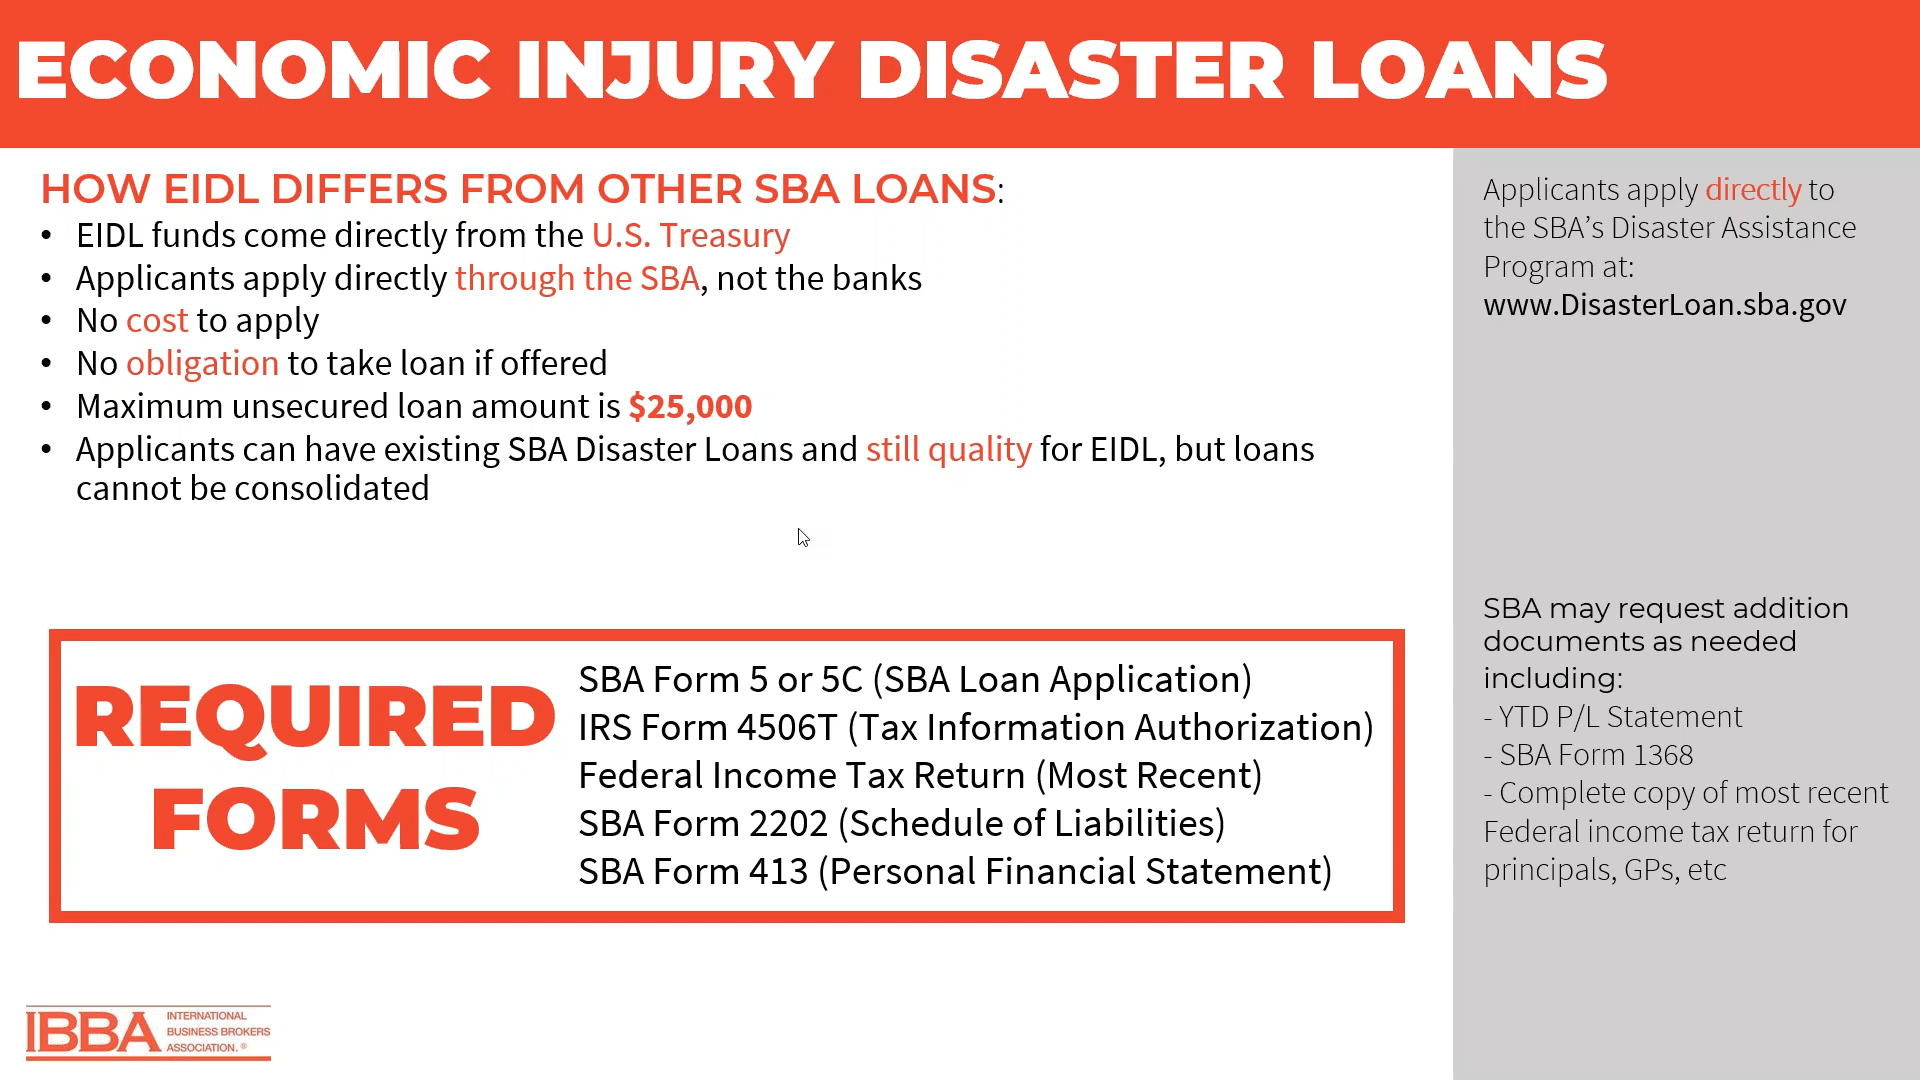 ECONOMIC INJURY DISASTER LOANS
HOW EIDL DIFFERS FROM OTHER SBA LOANS:
• EIDL funds come directly from the U.S. Treasury
• Applicants apply directly through the SBA, not the banks
• No cost to apply
• No obligation to take loan if offered
• Maximum unsecured loan amount is $25,000
• Applicants can have existing SBA Disaster Loans and still quality for EIDL, but loans
cannot be consolidated
REQUIRED
FORMS
SBA Form 5 or 5C (SBA Loan Application)
IRS Form 4506T (Tax Information Authorization)
Federal Income Tax Return (Most Recent)
SBA Form 2202 (Schedule of Liabilities)
SBA Form 413 (Personal Financial Statement)
Applicants apply directly to
the SBA's Disaster Assistance
Program at:
www.DisasterLoan.sba.gov
SBA may request addition
documents as needed
including:
- YTD P/L Statement
- SBA Form 1368
- Complete copy of most recent
Federal income tax return for
principals, GPs, etc
IBBA
INTERNATIONAL
BUSINESS BROKERS
ASSOCIATION.®